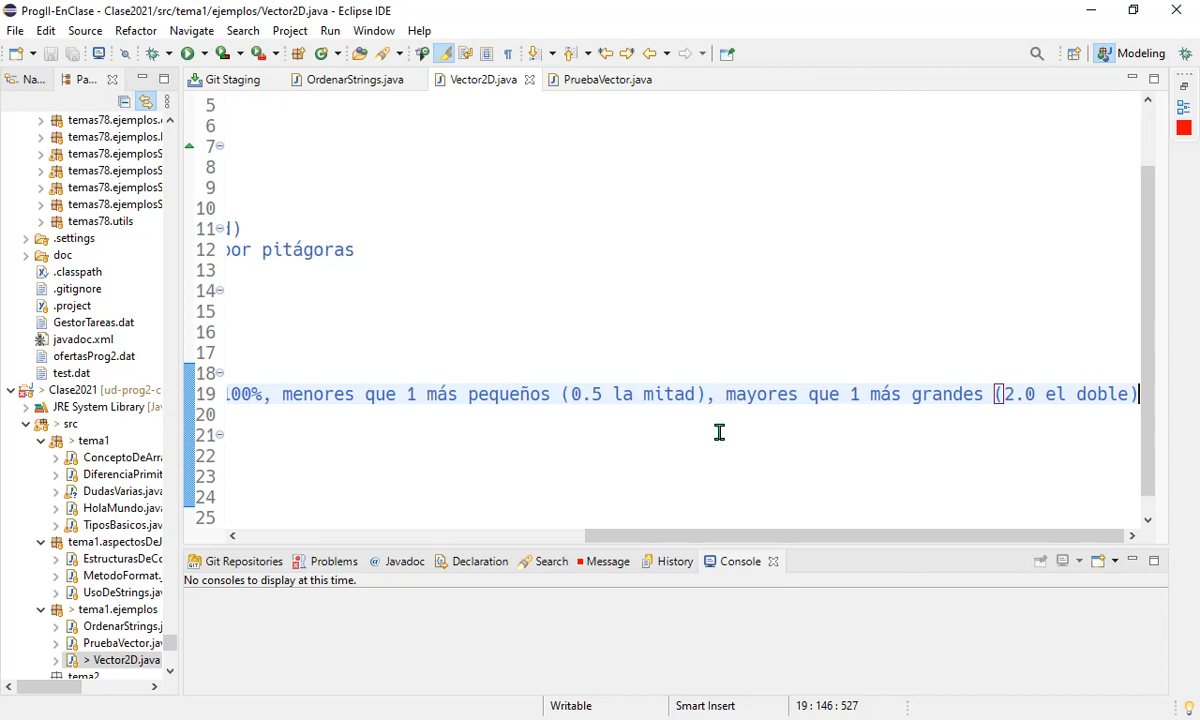 ProgII-EnClase - Clase2021/src/tema1/ejemplos/Vector2D.java - Eclipse IDE
File Edit Source Refactor Navigate Search Project Run Window Help
Modeling
Na... Pa... Git Staging OrdenarStrings.java Vector2D.java PruebaVector.java
temas78.ejemplos.
temas78.ejemplos.
temas78.ejemplosS
temas78.ejemplosS
temas78.ejemplosS
temas78.ejemplosS
temas78.utils
.settings
doc
.classpath
.gitignore
.project
GestorTareas.dat
javadoc.xml
ofertasProg2.dat
test.dat
> Clase2021 [ud-prog2-c
JRE System Library [Jav
> src
> tema1
ConceptoDeArra
DiferenciaPrimit
DudasVarias.java
HolaMundo.java
TiposBasicos.jav
tema1.aspectosDeJ
EstructurasDeCo
MetodoFormat.j
UsoDeStrings.jav
> tema1.ejemplos
OrdenarStrings.j
PruebaVector.jav
> Vector2D.java
tema2
5
6
7
8
9
10
11 )
12 por pitágoras
13
14
15
16
17
18
19 100%, menores que 1 más pequeños (0.5 la mitad), mayores que 1 más grandes (2.0 el doble)
20
21
22
23
24
25
Git Repositories Problems Javadoc Declaration Search Message History Console
No consoles to display at this time.
Writable Smart Insert 19 : 146 : 527